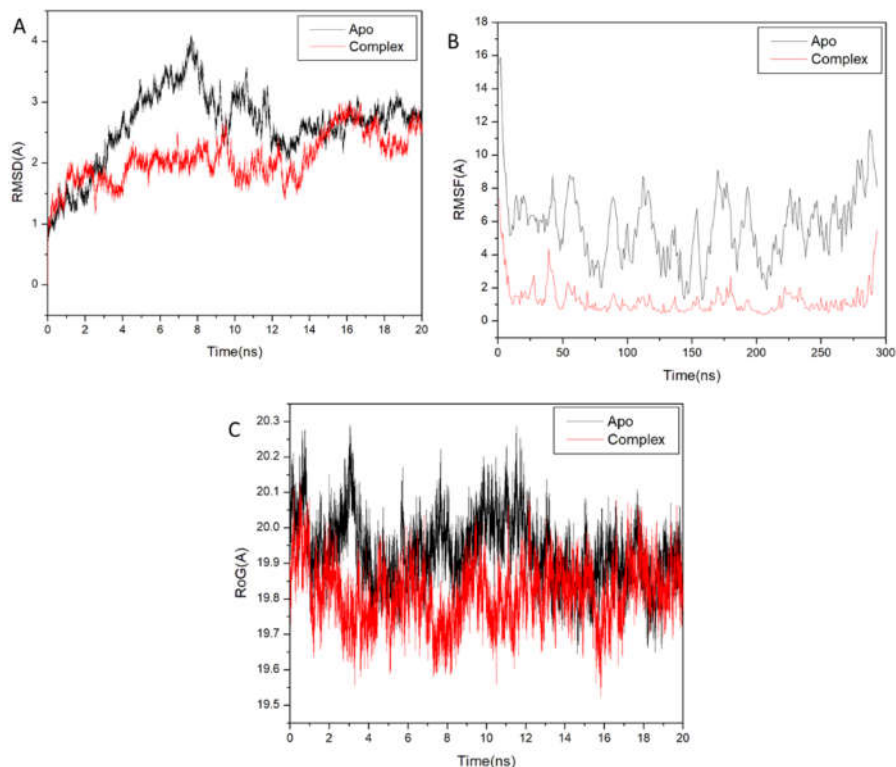 A
Apo
Complex
4
3
2
1
0
RMSD(A)
0 2 4 6 8 10 12 14 16 18 20
Time(ns)
B
Apo
Complex
18
16
14
12
10
8
6
4
2
0
RMSF(A)
0 50 100 150 200 250 300
Time(ns)
C
Apo
Complex
20.3
20.2
20.1
20.0
19.9
19.8
19.7
19.6
19.5
RoG(A)
0 2 4 6 8 10 12 14 16 18 20
Time(ns)